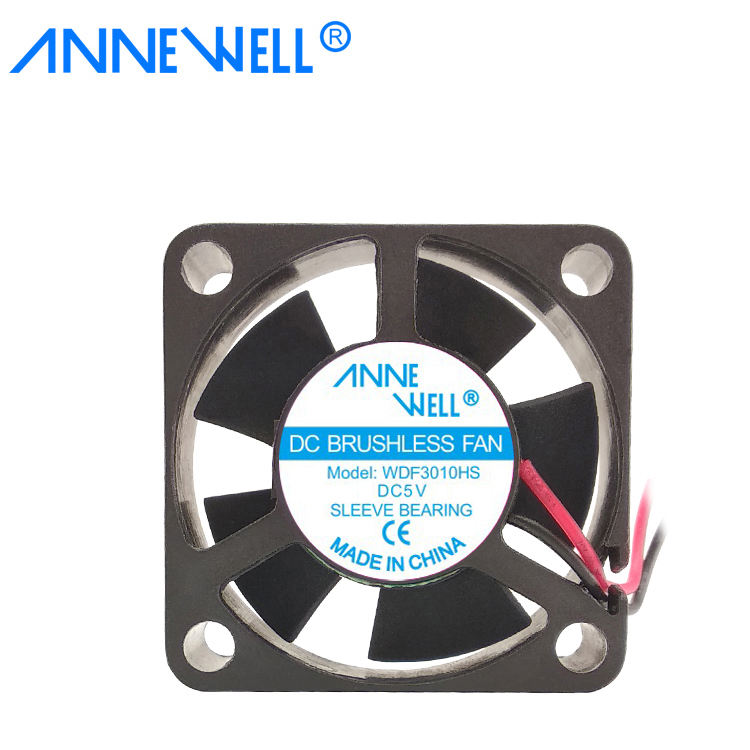 ANNEWELL®
ANNE
WELL®
DC BRUSHLESS FAN
Model: WDF3010HS
DC5V
SLEEVE BEARING
CE
MADE IN CHINA